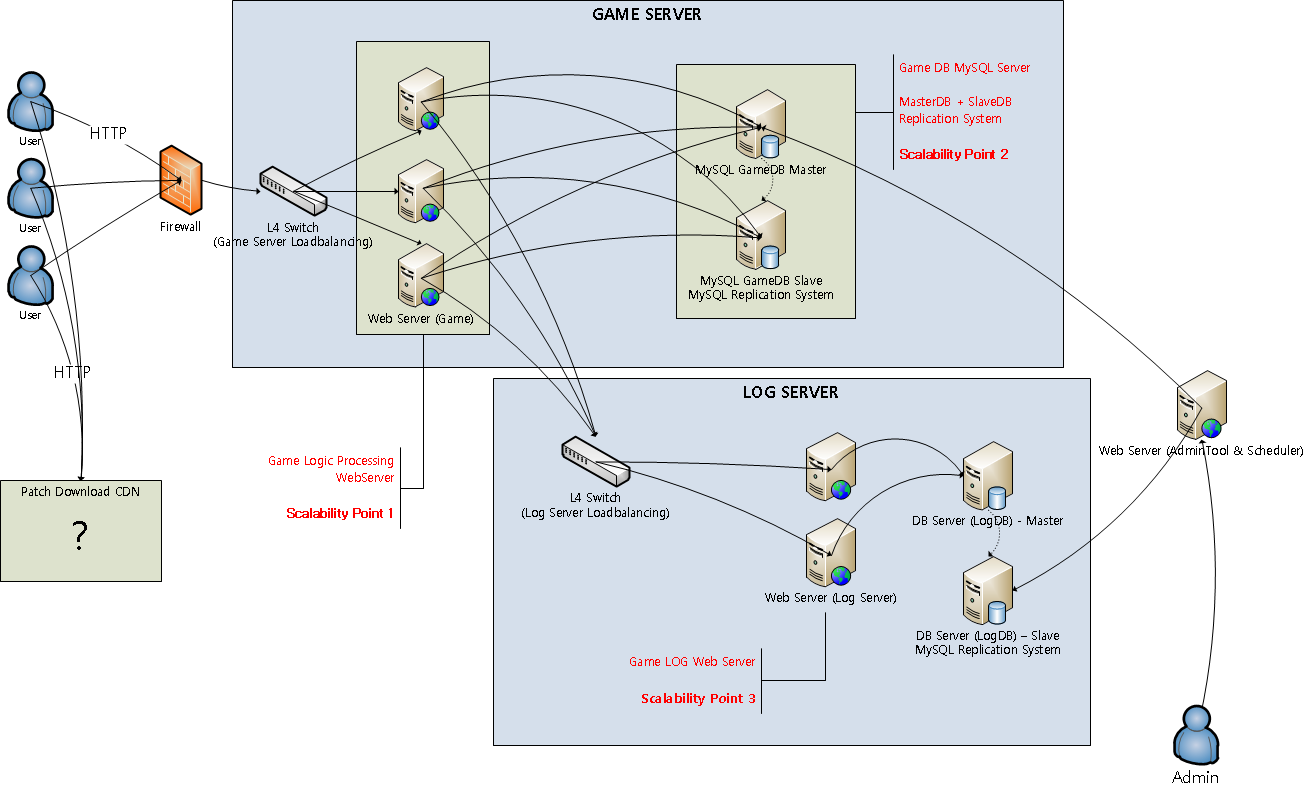 GAME SERVER
Game DB MySQL Server
MasterDB + SlaveDB
Replication System
Scalability Point 2
User
HTTP
User
User
Firewall
L4 Switch
(Game Server Loadbalancing)
Web Server (Game)
MySQL GameDB Master
MySQL GameDB Slave
MySQL Replication System
HTTP
Patch Download CDN
?
Game Logic Processing
WebServer
Scalability Point 1
LOG SERVER
L4 Switch
(Log Server Loadbalancing)
Web Server (Log Server)
DB Server (LogDB) - Master
DB Server (LogDB) – Slave
MySQL Replication System
Game LOG Web Server
Scalability Point 3
Web Server (AdminTool & Scheduler)
Admin